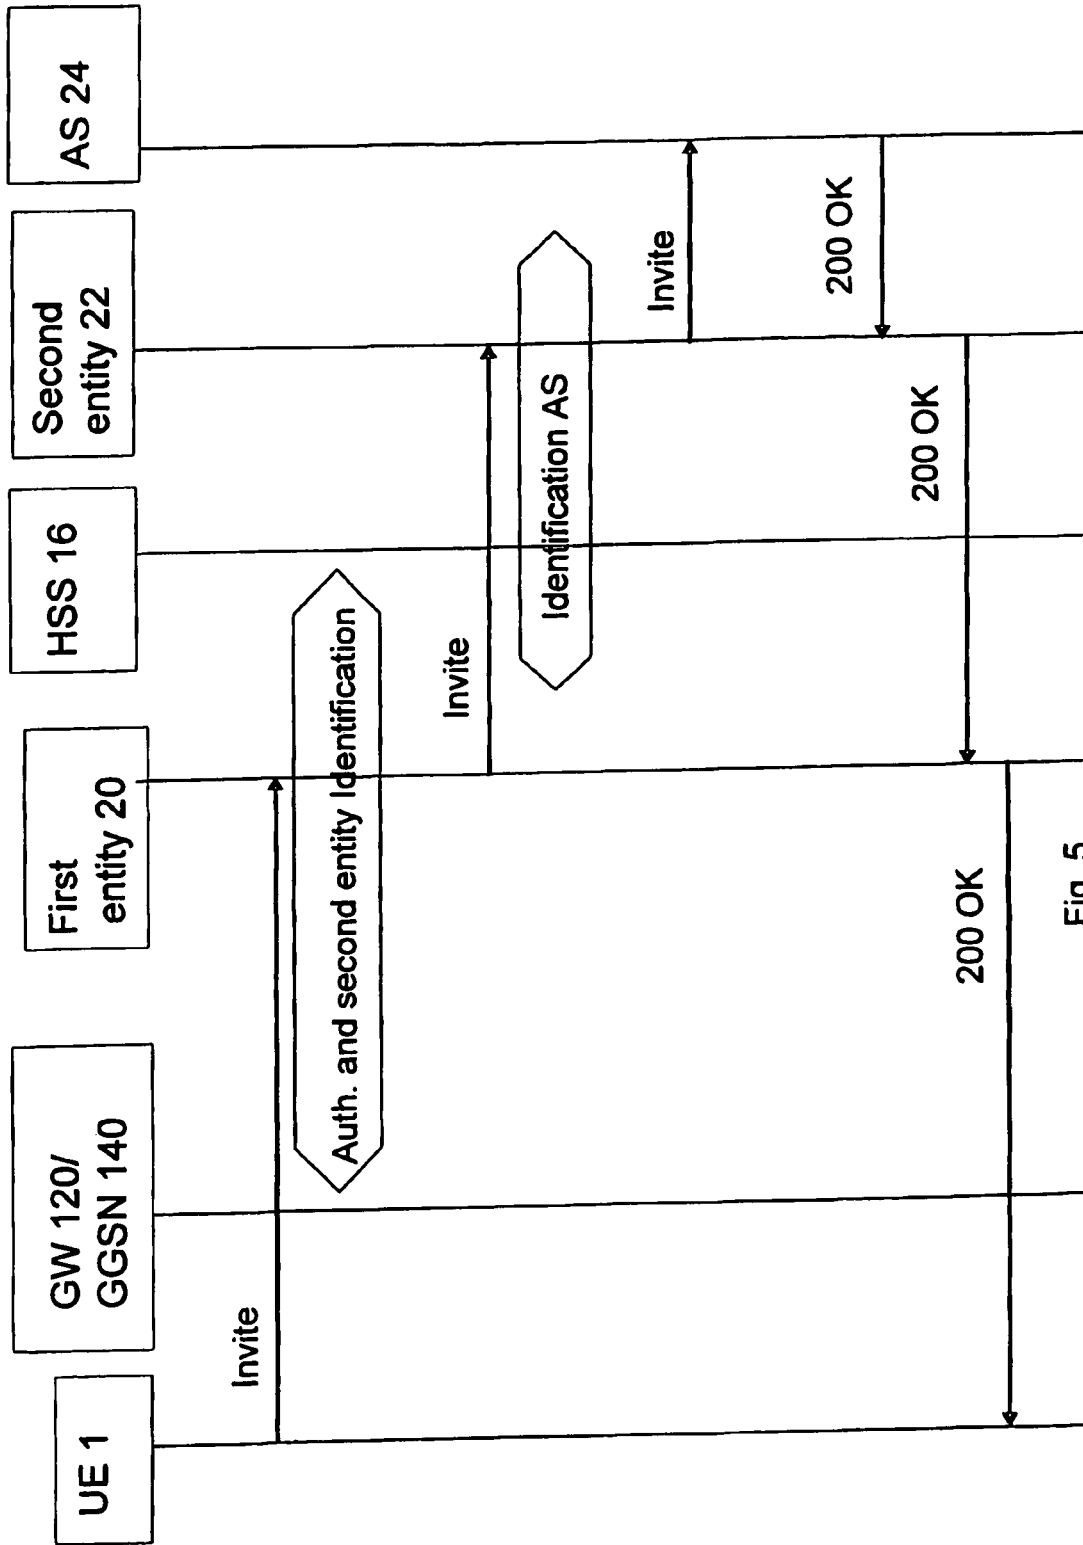 UE 1
GW 120/
GGSN 140
First
entity 20
HSS 16
Second
entity 22
AS 24
Invite
Auth. and second entity Identification
Invite
Identification AS
Invite
200 OK
200 OK
200 OK
Fig. 5